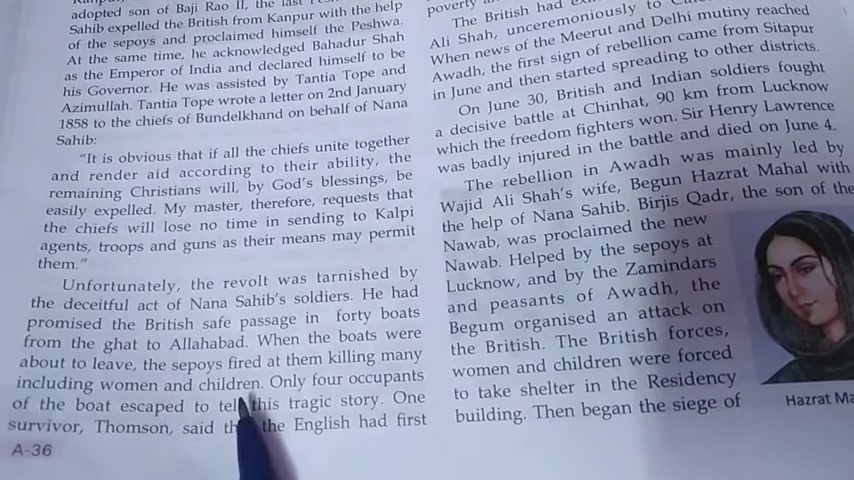 adopted son of Baji Rao II, the last
Sahib expelled the British from Kanpur with the help
of the sepoys and proclaimed himself the Peshwa.
At the same time, he acknowledged Bahadur Shah
as the Emperor of India and declared himself to be
his Governor. He was assisted by Tantia Tope and
Azimullah. Tantia Tope wrote a letter on 2nd January
1858 to the chiefs of Bundelkhand on behalf of Nana
Sahib:
"It is obvious that if all the chiefs unite together
and render aid according to their ability, the
remaining Christians will, by God's blessings, be
easily expelled. My master, therefore, requests that
the chiefs will lose no time in sending to Kalpi
agents, troops and guns as their means may permit
them."
Unfortunately, the revolt was tarnished by
the deceitful act of Nana Sahib's soldiers. He had
promised the British safe passage in forty boats
from the ghat to Allahabad. When the boats were
about to leave, the sepoys fired at them killing many
including women and children. Only four occupants
of the boat escaped to tell this tragic story. One
survivor, Thomson, said the English had first
A-36
poverty
The British had
Ali Shah, unceremoniously to
When news of the Meerut and Delhi mutiny reached
Awadh, the first sign of rebellion came from Sitapur
in June and then started spreading to other districts.
On June 30, British and Indian soldiers fought
a decisive battle at Chinhat, 90 km from Lucknow
which the freedom fighters won. Sir Henry Lawrence
was badly injured in the battle and died on June 4.
The rebellion in Awadh was mainly led by
Wajid Ali Shah's wife, Begun Hazrat Mahal with
the help of Nana Sahib. Birjis Qadr, the son of the
Nawab, was proclaimed the new
Nawab. Helped by the sepoys at
Lucknow, and by the Zamindars
and peasants of Awadh, the
Begum organised an attack on
the British. The British forces,
women and children were forced
to take shelter in the Residency
building. Then began the siege of
Hazrat